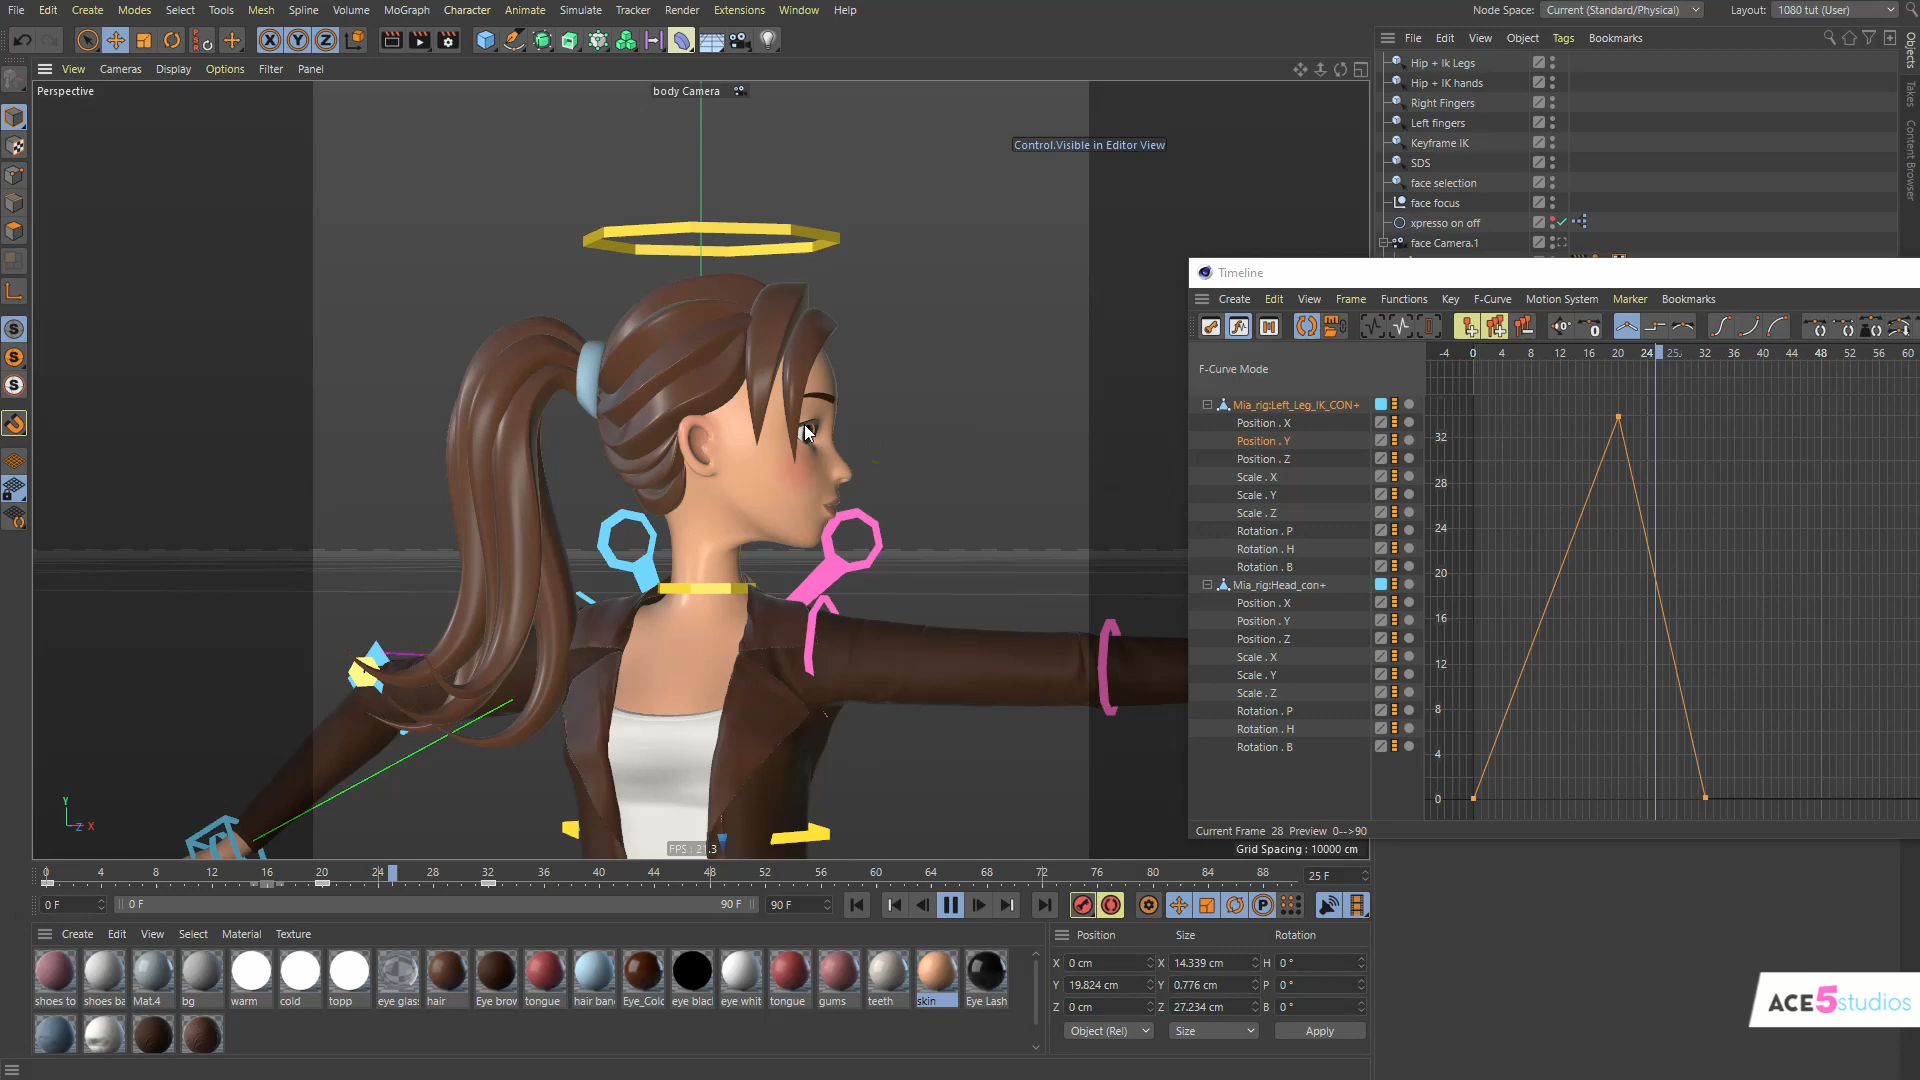 File Edit Create Modes Select Tools Mesh Spline Volume MoGraph Character Animate Simulate Tracker Render Extensions Window Help
Node Space: Current (Standard/Physical) Layout: 1080 tut (User)
View Cameras Display Options Filter Panel
File Edit View Object Tags Bookmarks
Objects
Takes
Content Browser
Perspective
body Camera
Control.Visible in Editor View
Hip + Ik Legs
Hip + IK hands
Right Fingers
Left fingers
Keyframe IK
SDS
face selection
face focus
xpresso on off
face Camera.1
Timeline
Create Edit View Frame Functions Key F-Curve Motion System Marker Bookmarks
-4 0 4 8 12 16 20 24 25 32 36 40 44 48 52 56 60
F-Curve Mode
Mia_rig:Left_Leg_IK_CON+
Position . X
Position . Y
Position . Z
Scale . X
Scale . Y
Scale . Z
Rotation . P
Rotation . H
Rotation . B
Mia_rig:Head_con+
Position . X
Position . Y
Position . Z
Scale . X
Scale . Y
Scale . Z
Rotation . P
Rotation . H
Rotation . B
32
28
24
20
16
12
8
4
0
Current Frame 28 Preview 0-->90
Y
Z X
FPS : 21.3
Grid Spacing : 10000 cm
0 4 8 12 16 20 24 28 32 36 40 44 48 52 56 60 64 68 72 76 80 84 88
25 F
0 F 0 F 90 F 90 F
Create Edit View Select Material Texture
shoes to shoes ba Mat.4 bg warm cold topp eye glas hair Eye brow tongue hair ban Eye_Colo eye blacl eye whit tongue gums teeth skin Eye Lash
Position Size Rotation
X 0 cm X 14.339 cm H 0 °
Y 19.824 cm Y 0.776 cm P 0 °
Z 0 cm Z 27.234 cm B 0 °
Object (Rel) Size Apply
ACE5studios